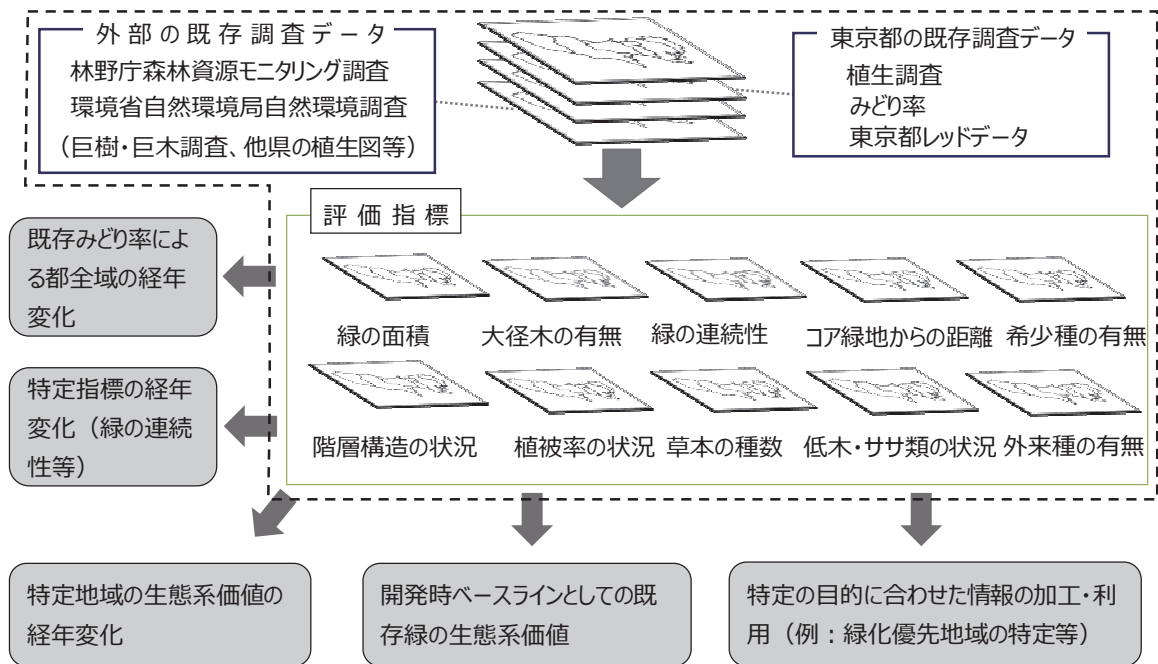 外部の既存調査データ
林野庁森林資源モニタリング調査
環境省自然環境局自然環境調査
（巨樹・巨木調査、他県の植生図等）
東京都の既存調査データ
植生調査
みどり率
東京都レッドデータ
評価指標
緑の面積
大径木の有無
緑の連続性
コア緑地からの距離
希少種の有無
階層構造の状況
植被率の状況
草本の種数
低木・ササ類の状況
外来種の有無
既存みどり率によ
る都全域の経年
変化
特定指標の経年
変化（緑の連続
性等）
特定地域の生態系価値の
経年変化
開発時ベースラインとしての既
存緑の生態系価値
特定の目的に合わせた情報の加工・利
用（例：緑化優先地域の特定等）